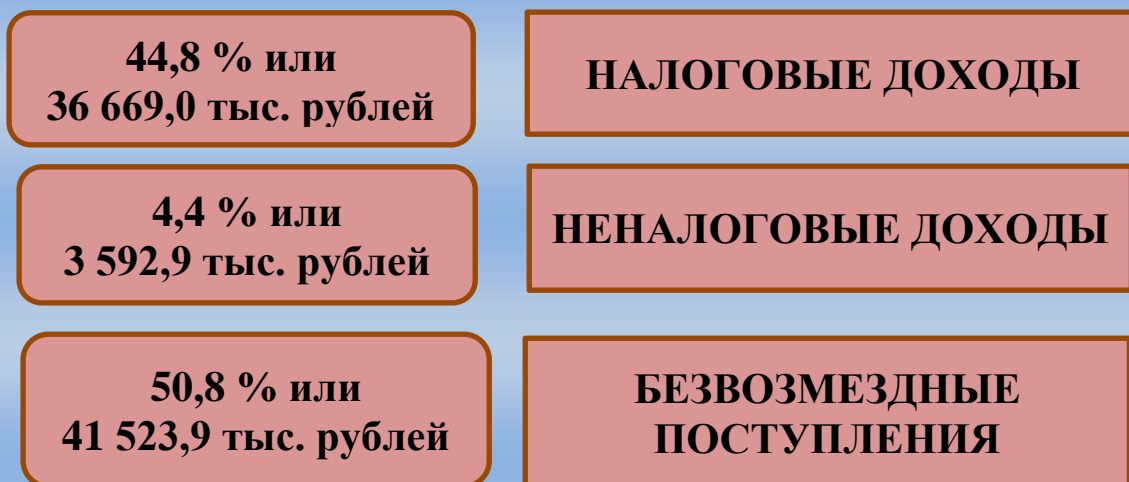 44,8 % или
36 669,0 тыс. рублей
НАЛОГОВЫЕ ДОХОДЫ
4,4 % или
3 592,9 тыс. рублей
НЕНАЛОГОВЫЕ ДОХОДЫ
50,8 % или
41 523,9 тыс. рублей
БЕЗВОЗМЕЗДНЫЕ
ПОСТУПЛЕНИЯ